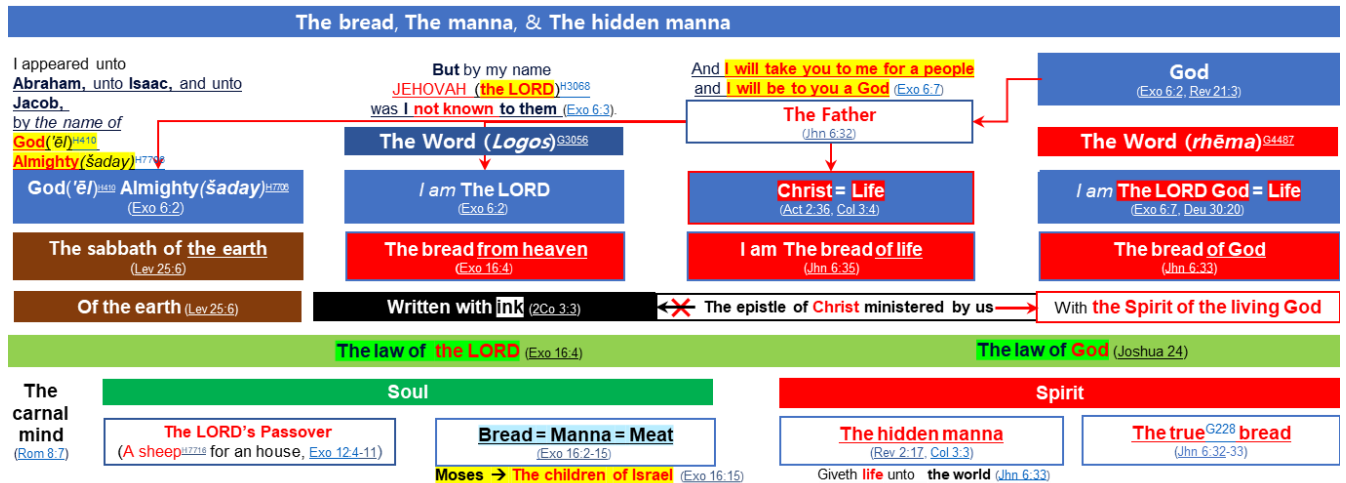 The bread, The manna, & The hidden manna
I appeared unto
Abraham, unto Isaac, and unto
Jacob,
by the name of
God('ēl)H410
Almighty(šaday)H7706
But by my name
JEHOVAH (the LORD)H3068
was I not known to them (Exo 6:3).
And I will take you to me for a people
and I will be to you a God (Exo 6:7)
God
(Exo 6:2, Rev 21:3)
The Father
(Jhn 6:32)
The Word (Logos)G3056
The Word (rhēma)G4487
God('ēl)H410 Almighty(šaday)H7706
(Exo 6:2)
I am The LORD
(Exo 6:2)
Christ = Life
(Act 2:36, Col 3:4)
I am The LORD God = Life
(Exo 6:7, Deu 30:20)
The sabbath of the earth
(Lev 25:6)
The bread from heaven
(Exo 16:4)
I am The bread of life
(Jhn 6:35)
The bread of God
(Jhn 6:33)
Of the earth (Lev 25:6)
Written with ink (2Co 3:3)
The epistle of Christ ministered by us
With the Spirit of the living God
The law of the LORD (Exo 16:4)
The law of God (Joshua 24)
The
carnal
mind
(Rom 8:7)
Soul
Spirit
The LORD's Passover
(A sheepH7716 for an house, Exo 12:4-11)
Bread = Manna = Meat
(Exo 16:2-15)
Moses → The children of Israel (Exo 16:15)
The hidden manna
(Rev 2:17, Col 3:3)
Giveth life unto the world (Jhn 6:33)
The trueG228 bread
(Jhn 6:32-33)